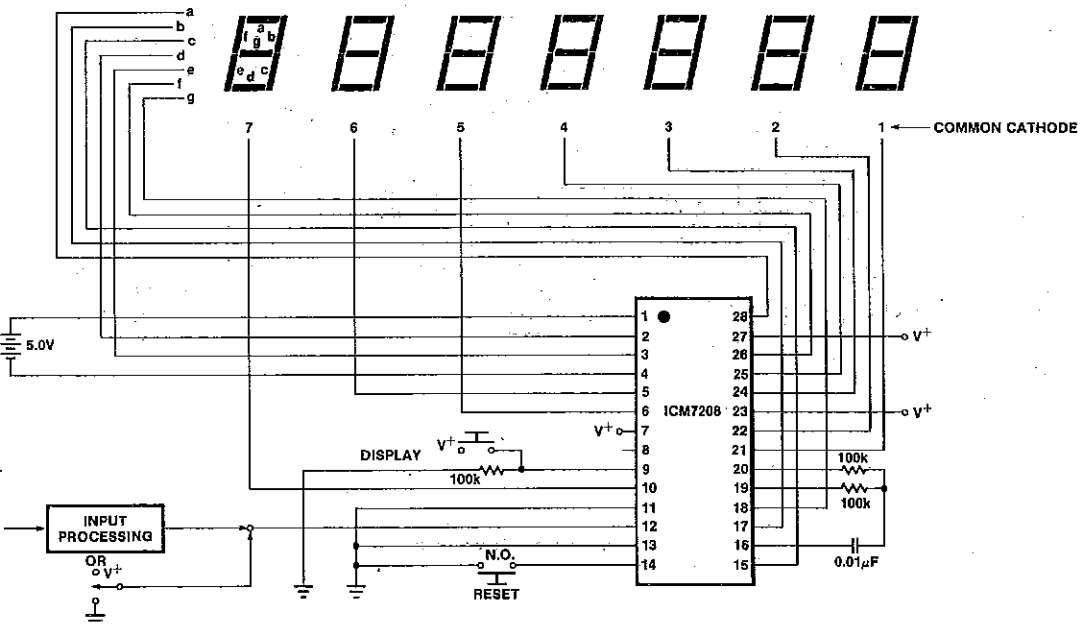 a
b
c
d
e
f
g
a
f g b
e d c
7 6 5 4 3 2 1 COMMON CATHODE
5.0V
1 28
2 27 V+
3 26
4 25
5 24
6 ICM7208 23 V+
V+ 7 22
8 21
DISPLAY V+
100k
9 20 100k
10 19 100k
11 18
12 17
13 16 0.01μF
14 15
INPUT
PROCESSING
OR
V+
N.O.
RESET